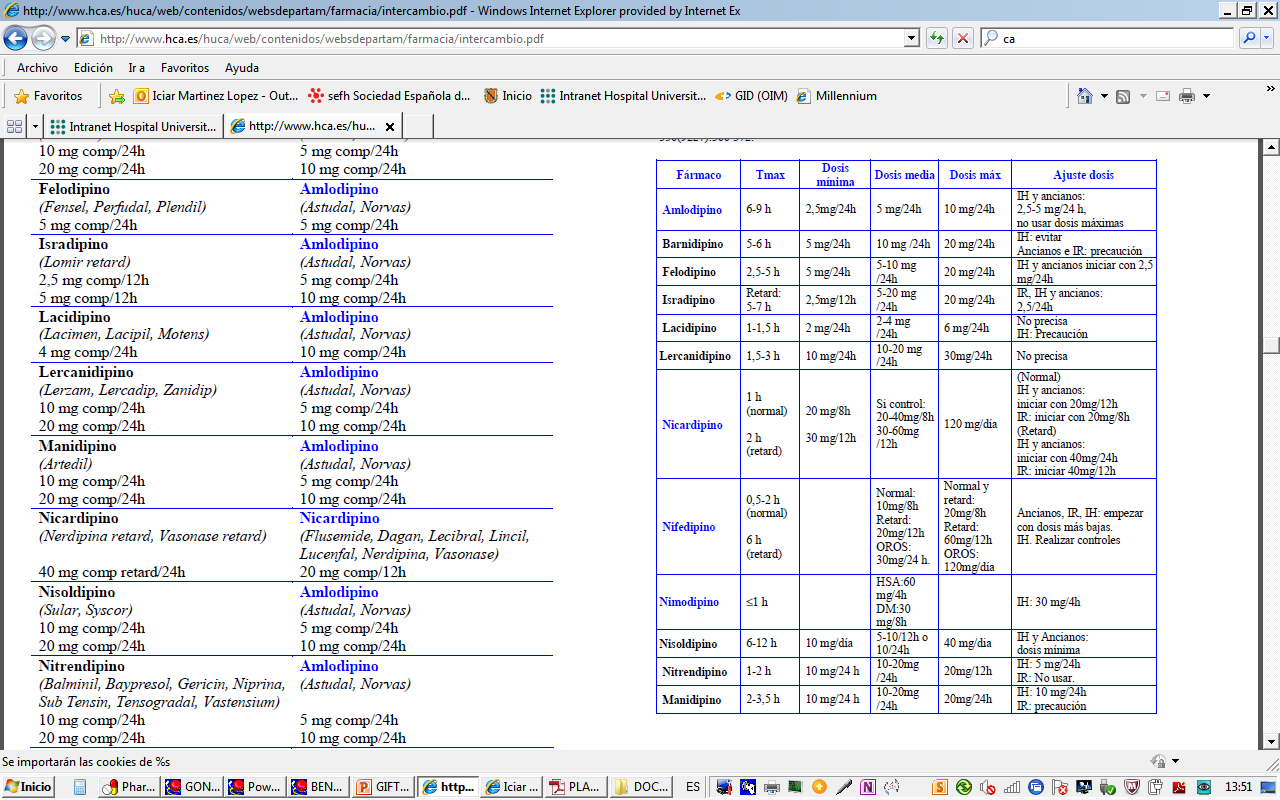 http://www.hca.es/huca/web/contenidos/websdepartam/farmacia/intercambio.pdf - Windows Internet Explorer provided by Internet Ex
http://www.hca.es/huca/web/contenidos/websdepartam/farmacia/intercambio.pdf
ca
Archivo Edición Ir a Favoritos Ayuda
Favoritos Iciar Martinez Lopez - Out... sefh Sociedad Española d... Inicio Intranet Hospital Universit... GID (OIM) Millennium
Intranet Hospital Universit... http://www.hca.es/hu...
10 mg comp/24h 5 mg comp/24h
20 mg comp/24h 10 mg comp/24h
Felodipino Amlodipino
(Fensel, Perfudal, Plendil) (Astudal, Norvas)
5 mg comp/24h 5 mg comp/24h
Isradipino Amlodipino
(Lomir retard) (Astudal, Norvas)
2,5 mg comp/12h 5 mg comp/24h
5 mg comp/12h 10 mg comp/24h
Lacidipino Amlodipino
(Lacimen, Lacipil, Motens) (Astudal, Norvas)
4 mg comp/24h 10 mg comp/24h
Lercanidipino Amlodipino
(Lerzam, Lercadip, Zanidip) (Astudal, Norvas)
10 mg comp/24h 5 mg comp/24h
20 mg comp/24h 10 mg comp/24h
Manidipino Amlodipino
(Artedil) (Astudal, Norvas)
10 mg comp/24h 5 mg comp/24h
20 mg comp/24h 10 mg comp/24h
Nicardipino Nicardipino
(Nerdipina retard, Vasonase retard) (Flusemide, Dagan, Lecibral, Lincil,
Lucenfal, Nerdipina, Vasonase)
40 mg comp retard/24h 20 mg comp/12h
Nisoldipino Amlodipino
(Sular, Syscor) (Astudal, Norvas)
10 mg comp/24h 5 mg comp/24h
20 mg comp/24h 10 mg comp/24h
Nitrendipino Amlodipino
(Balminil, Baypresol, Gericin, Niprina, (Astudal, Norvas)
Sub Tensin, Tensogradal, Vastensium)
10 mg comp/24h 5 mg comp/24h
20 mg comp/24h 10 mg comp/24h
Fármaco Tmax Dosis mínima Dosis media Dosis máx Ajuste dosis
Amlodipino 6-9 h 2,5mg/24h 5 mg/24h 10 mg/24h IH y ancianos:
2,5-5 mg/24 h,
no usar dosis máximas
Barnidipino 5-6 h 5 mg/24h 10 mg /24h 20 mg/24h IH: evitar
Ancianos e IR: precaución
Felodipino 2,5-5 h 5 mg/24h 5-10 mg /24h 20 mg/24h IH y ancianos iniciar con 2,5
mg/24h
Isradipino Retard: 5-7 h 2,5mg/12h 5-20 mg /24h 20 mg/24h IR, IH y ancianos:
2,5/24h
Lacidipino 1-1,5 h 2 mg/24h 2-4 mg /24h 6 mg/24h No precisa
IH: Precaución
Lercanidipino 1,5-3 h 10 mg/24h 10-20 mg /24h 30mg/24h No precisa
Nicardipino
1 h
(normal)
2 h
(retard)
20 mg/8h
30 mg/12h
Si control:
20-40mg/8h
30-60mg
/12h
120 mg/día
(Normal)
IH y ancianos:
iniciar con 20mg/12h
IR: iniciar con 20mg/8h
(Retard)
IH y ancianos:
iniciar con 40mg/24h
IR: iniciar 40mg/12h
Nifedipino
0,5-2 h
(normal)
6 h
(retard)
Normal:
10mg/8h
Retard:
20mg/12h
OROS:
30mg/24 h.
Normal y
retard:
20mg/8h
Retard:
60mg/12h
OROS:
120mg/día
Ancianos, IR, IH: empezar
con dosis más bajas.
IH. Realizar controles
Nimodipino ≤1 h
HSA:60
mg/4h
DM:30
mg/8h
IH: 30 mg/4h
Nisoldipino 6-12 h 10 mg/día 5-10/12h o 10/24h 40 mg/día IH y Ancianos:
dosis mínima
Nitrendipino 1-2 h 10 mg/24 h 10-20mg /24h 20mg/12h IH: 5 mg/24h
IR: No usar.
Manidipino 2-3,5 h 10 mg/24 h 10-20mg /24h 20mg/24h IH: 10 mg/24h
IR: precaución
Se importarán las cookies de %s
Inicio Phar... GON... Pow... BEN... GIFT... http... Iciar ... PLA... DOC... ES 13:51